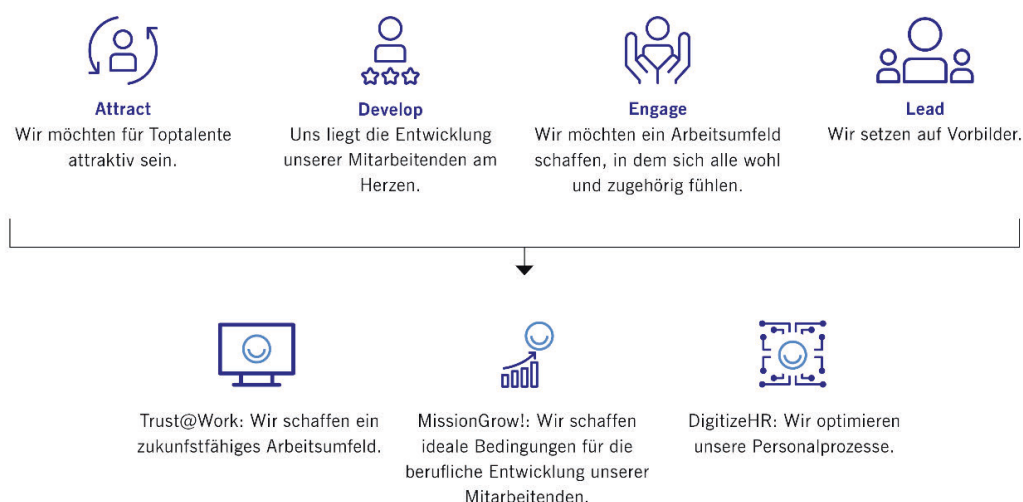 Attract
Wir möchten für Toptalente
attraktiv sein.
Develop
Uns liegt die Entwicklung
unserer Mitarbeitenden am
Herzen.
Engage
Wir möchten ein Arbeitsumfeld
schaffen, in dem sich alle wohl
und zugehörig fühlen.
Lead
Wir setzen auf Vorbilder.
Trust@Work: Wir schaffen ein
zukunfstfähiges Arbeitsumfeld.
MissionGrow!: Wir schaffen
ideale Bedingungen für die
berufliche Entwicklung unserer
Mitarbeitenden.
DigitizeHR: Wir optimieren
unsere Personalprozesse.